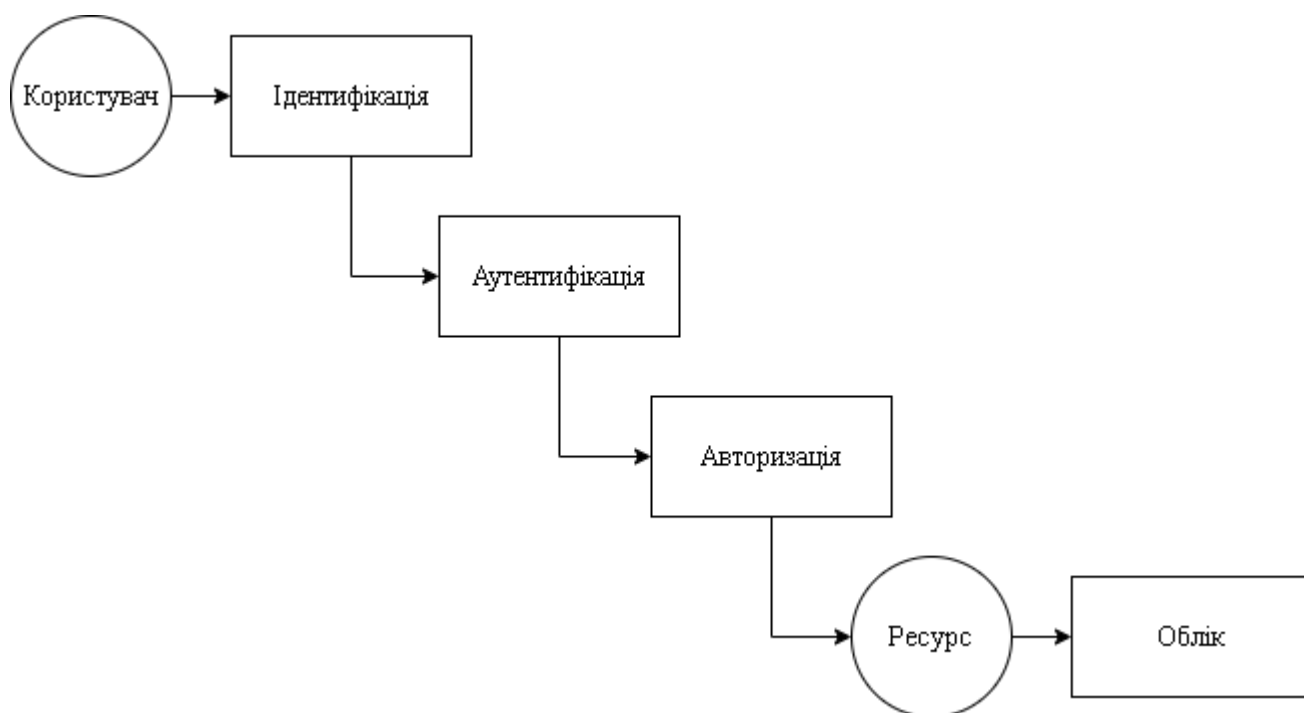 Користувач
Ідентифікація
Аутентифікація
Авторизація
Ресурс
Облік